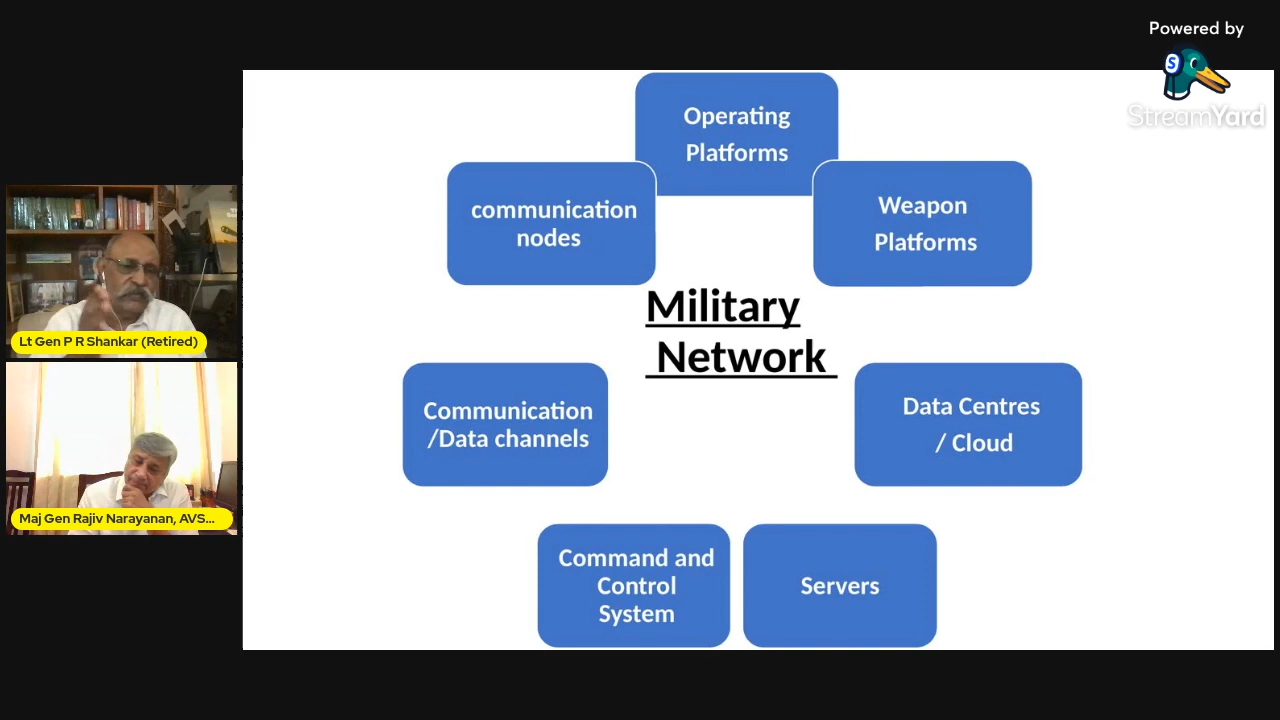 Powered by
StreamYard
Operating
Platforms
communication
nodes
Weapon
Platforms
Military
Network
Communication
/Data channels
Data Centres
/ Cloud
Command and
Control
System
Servers
Lt Gen P R Shankar (Retired)
Maj Gen Rajiv Narayanan, AVS...